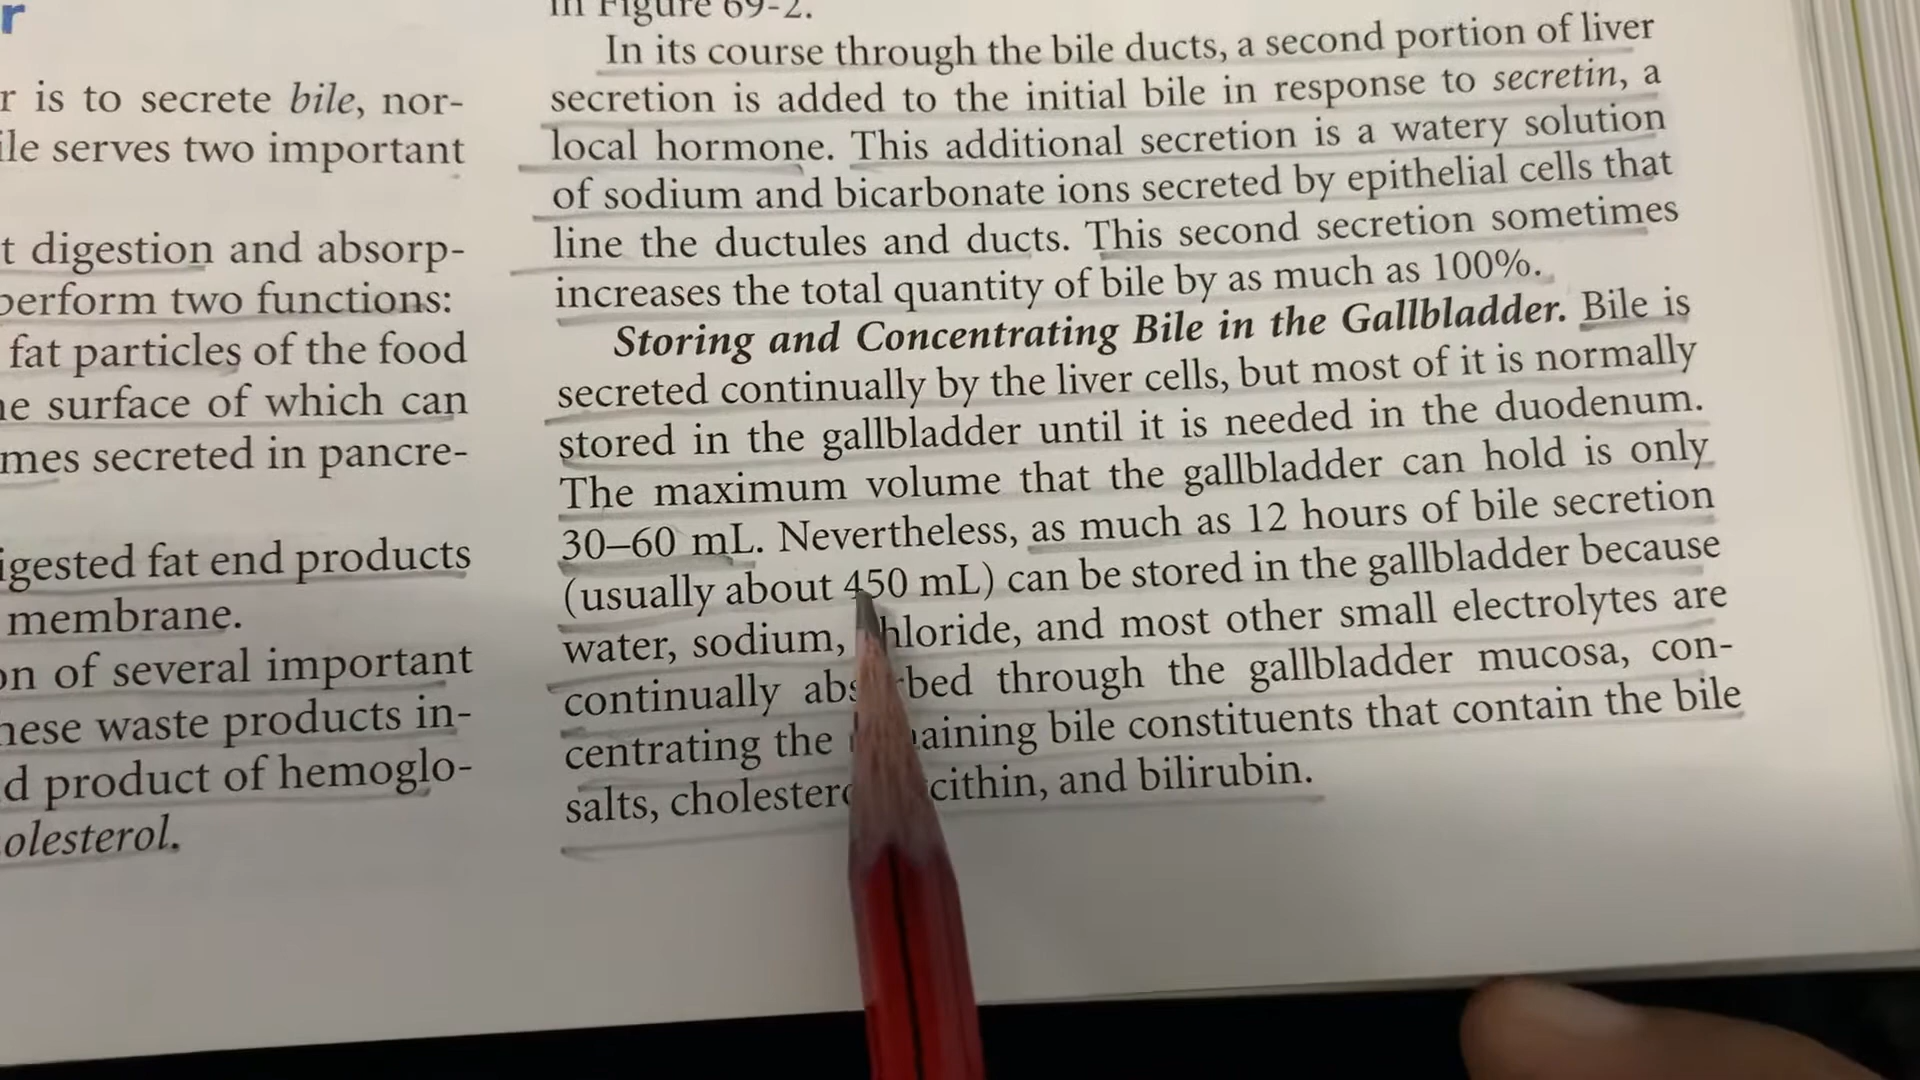 r
r is to secrete bile, nor-
ile serves two important
t digestion and absorp-
perform two functions:
fat particles of the food
e surface of which can
mes secreted in pancre-
igested fat end products
membrane.
on of several important
hese waste products in-
d product of hemoglo-
olesterol.
in Figure 69-2.
In its course through the bile ducts, a second portion of liver
secretion is added to the initial bile in response to secretin, a
local hormone. This additional secretion is a watery solution
of sodium and bicarbonate ions secreted by epithelial cells that
line the ductules and ducts. This second secretion sometimes
increases the total quantity of bile by as much as 100%.
Storing and Concentrating Bile in the Gallbladder. Bile is
secreted continually by the liver cells, but most of it is normally
stored in the gallbladder until it is needed in the duodenum.
The maximum volume that the gallbladder can hold is only
30–60 mL. Nevertheless, as much as 12 hours of bile secretion
(usually about 450 mL) can be stored in the gallbladder because
water, sodium, hloride, and most other small electrolytes are
continually abs bed through the gallbladder mucosa, con-
centrating the aining bile constituents that contain the bile
salts, cholester cithin, and bilirubin.